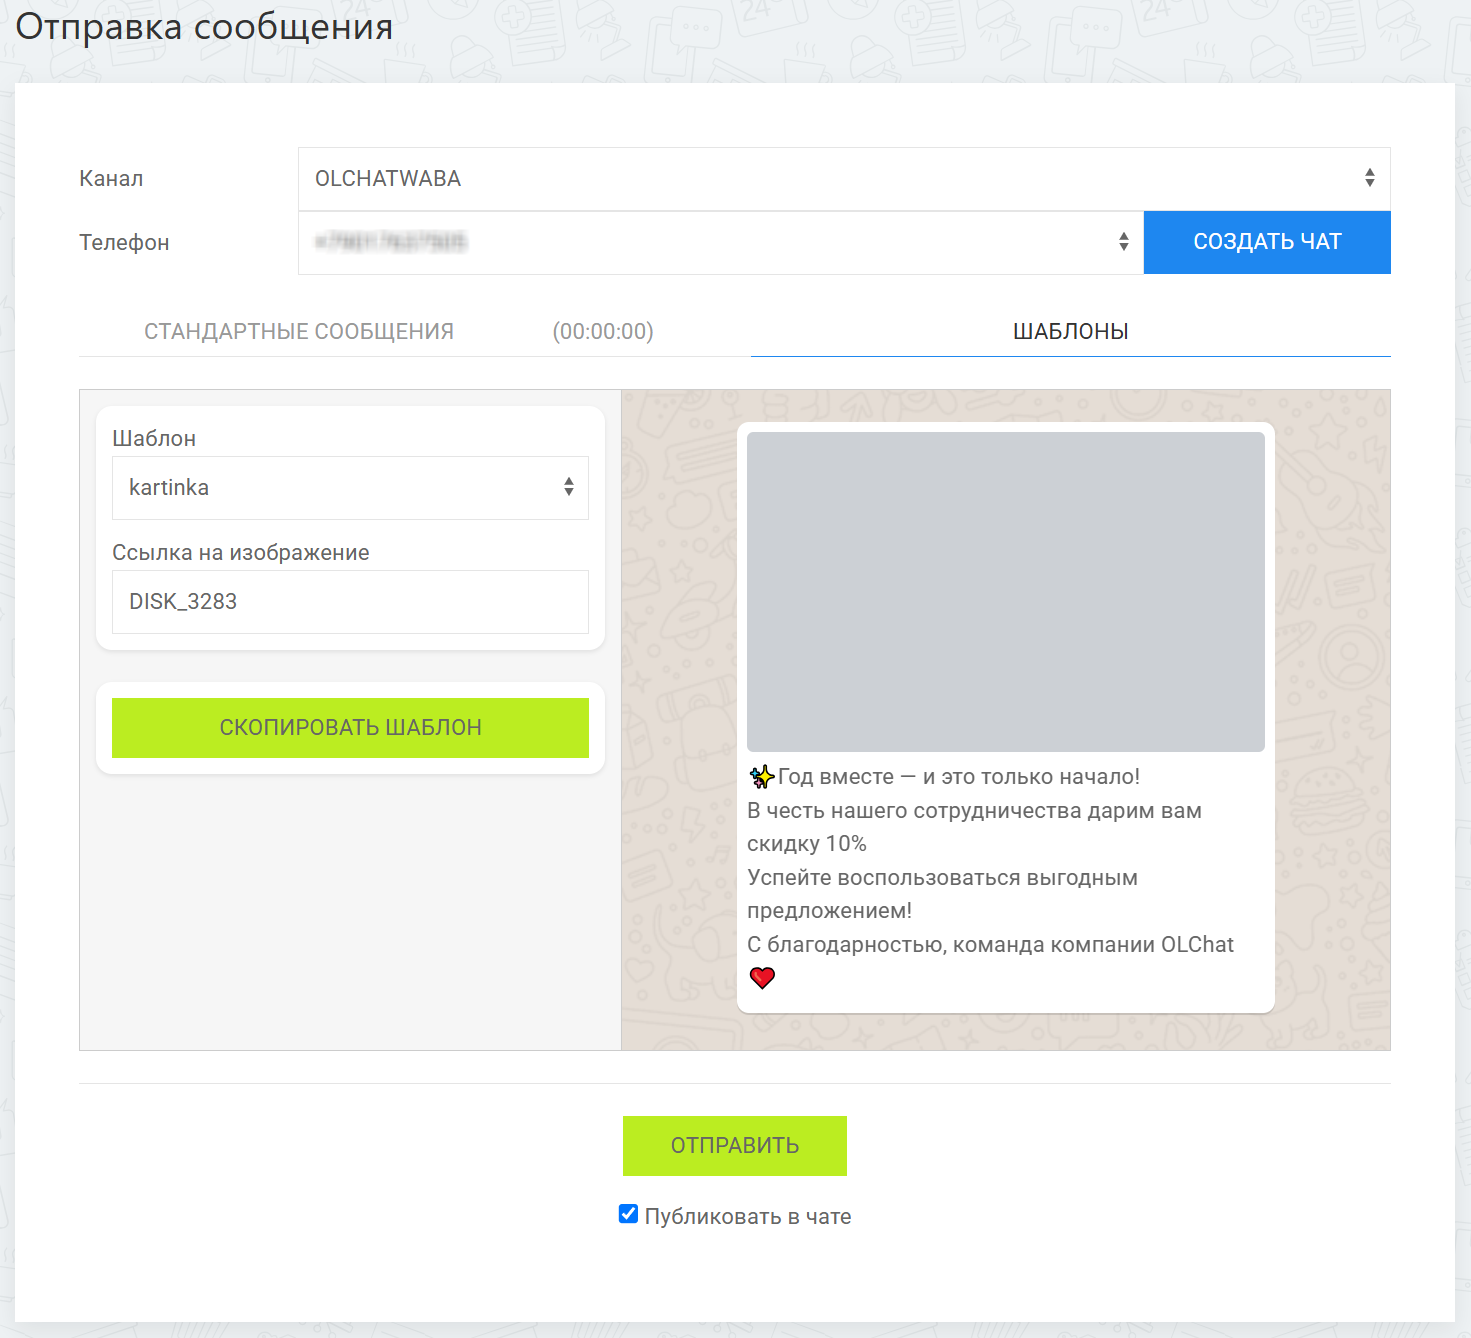 Отправка сообщения
Канал
OLCHATWABA
Телефон
СОЗДАТЬ ЧАТ
СТАНДАРТНЫЕ СООБЩЕНИЯ (00:00:00)
ШАБЛОНЫ
Шаблон
kartinka
Ссылка на изображение
DISK_3283
СКОПИРОВАТЬ ШАБЛОН
✨Год вместе — и это только начало!
В честь нашего сотрудничества дарим вам
скидку 10%
Успейте воспользоваться выгодным
предложением!
С благодарностью, команда компании OLChat
❤️
ОТПРАВИТЬ
Публиковать в чате